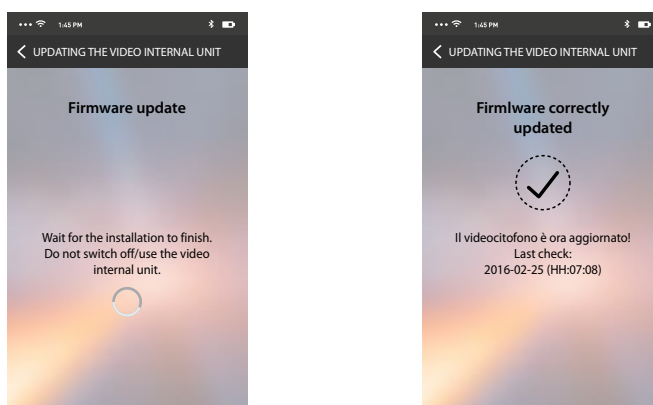 1:45 PM
UPDATING THE VIDEO INTERNAL UNIT
Firmware update
Wait for the installation to finish.
Do not switch off/use the video
internal unit.
1:45 PM
UPDATING THE VIDEO INTERNAL UNIT
Firmlware correctly
updated
Il videocitofono è ora aggiornato!
Last check:
2016-02-25 (HH:07:08)